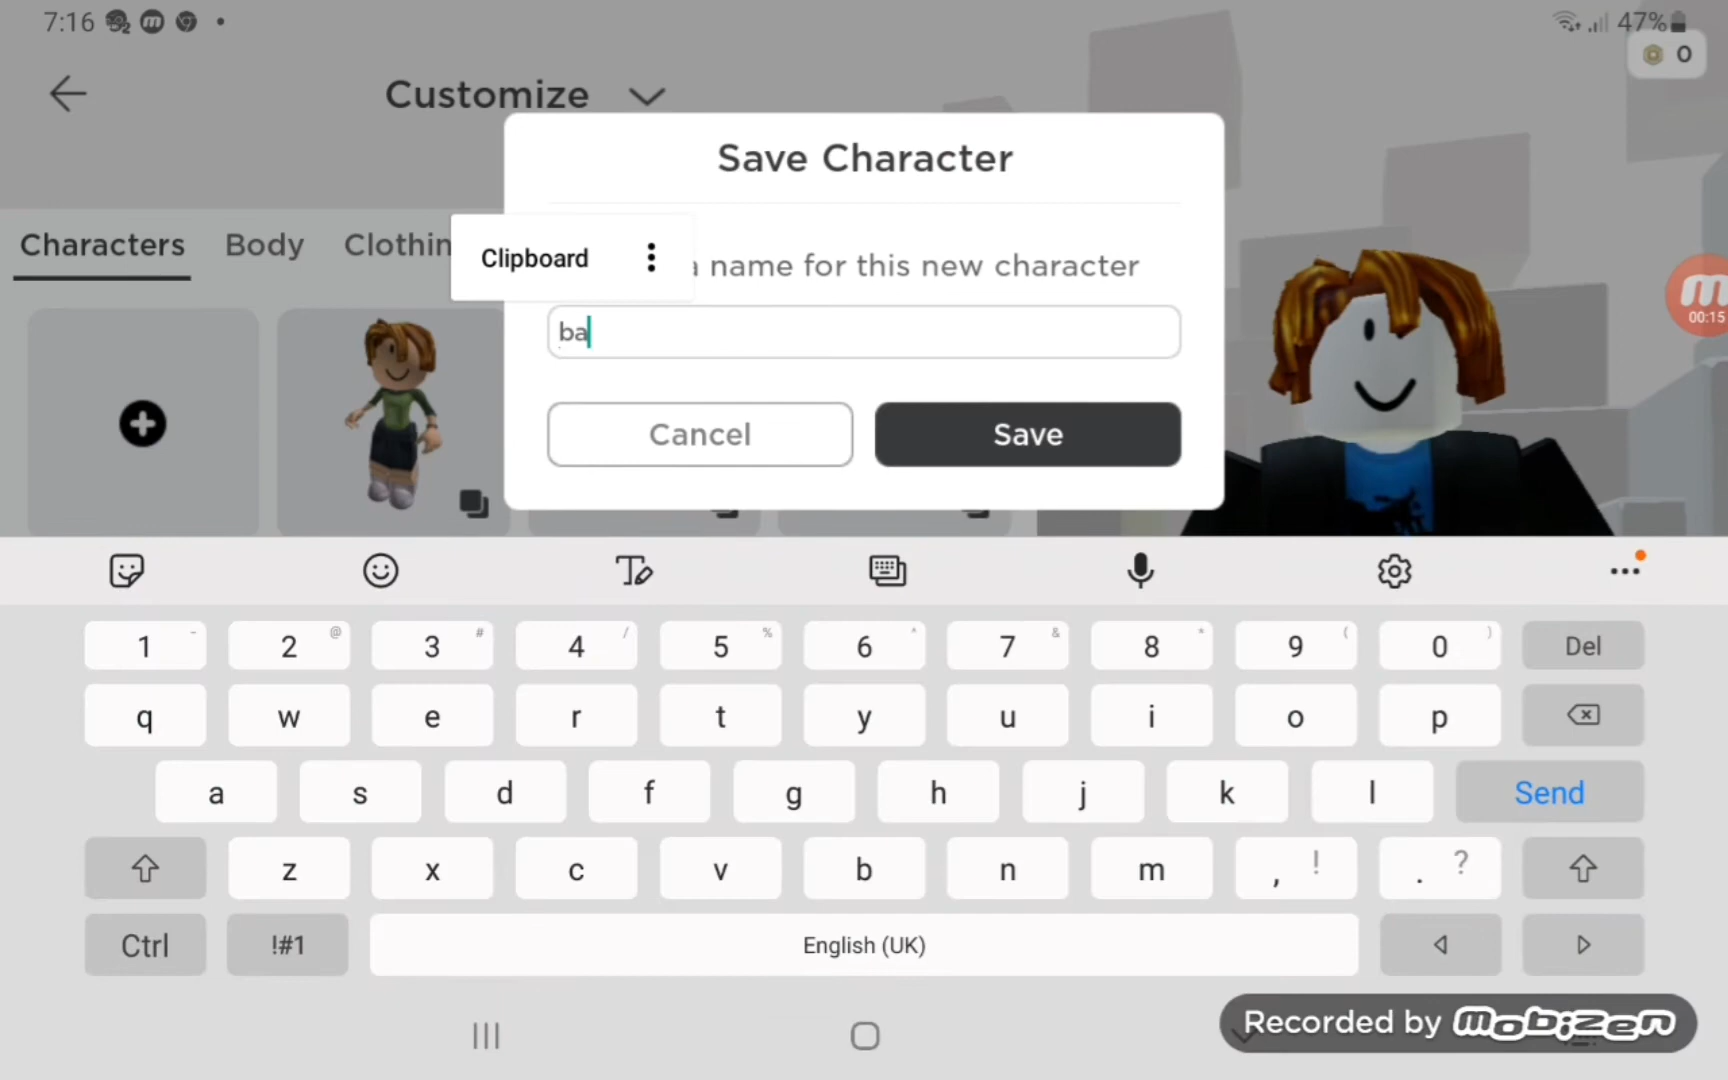 7:16
47%
0
Customize
Save Character
Characters Body Clothin
Clipboard
a name for this new character
ba
Cancel
Save
00:15
1 - 2 @ 3 # 4 / 5 % 6 ^ 7 & 8 * 9 ( 0 ) Del
q w e r t y u i o p
a s d f g h j k l Send
z x c v b n m , ! . ?
Ctrl !#1 English (UK)
Recorded by mobizen